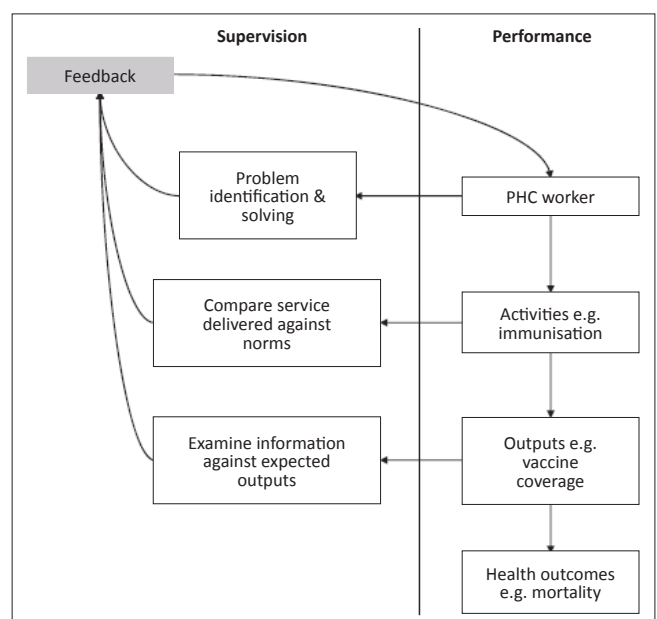 Supervision
Performance
Feedback
Problem
identification &
solving
PHC worker
Compare service
delivered against
norms
Activities e.g.
immunisation
Examine information
against expected
outputs
Outputs e.g.
vaccine
coverage
Health outcomes
e.g. mortality